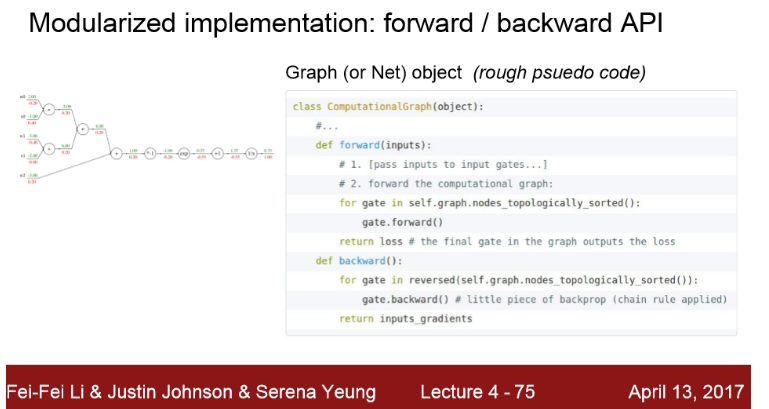 Modularized implementation: forward / backward API
Graph (or Net) object (rough psuedo code)
class ComputationalGraph(object):
#...
def forward(inputs):
# 1. [pass inputs to input gates...]
# 2. forward the computational graph:
for gate in self.graph.nodes_topologically_sorted():
gate.forward()
return loss # the final gate in the graph outputs the loss
def backward():
for gate in reversed(self.graph.nodes_topologically_sorted()):
gate.backward() # little piece of backprop (chain rule applied)
return inputs_gradients
Fei-Fei Li & Justin Johnson & Serena Yeung
Lecture 4 - 75
April 13, 2017